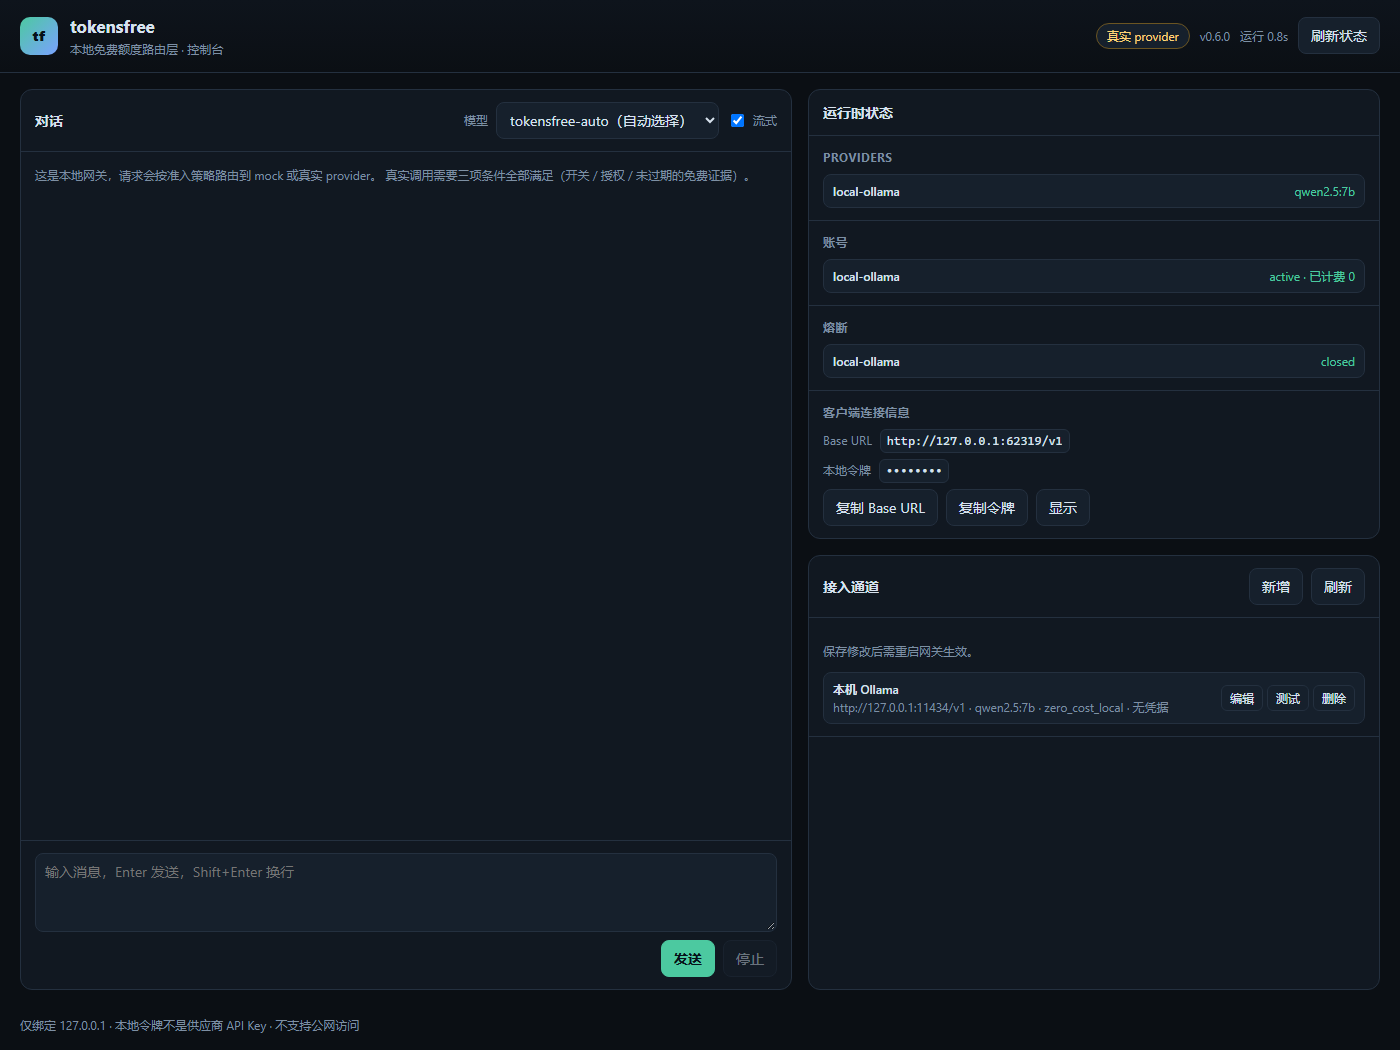 tf
tokensfree
本地免费额度路由层 · 控制台
真实 provider
v0.6.0 运行 0.8s
刷新状态
对话
模型
tokensfree-auto（自动选择）
流式
这是本地网关，请求会按准入策略路由到 mock 或真实 provider。 真实调用需要三项条件全部满足（开关 / 授权 / 未过期的免费证据）。
输入消息，Enter 发送，Shift+Enter 换行
发送
停止
运行时状态
PROVIDERS
local-ollama qwen2.5:7b
账号
local-ollama active · 已计费 0
熔断
local-ollama closed
客户端连接信息
Base URL http://127.0.0.1:62319/v1
本地令牌 ••••••••
复制 Base URL 复制令牌 显示
接入通道
新增 刷新
保存修改后需重启网关生效。
本机 Ollama
http://127.0.0.1:11434/v1 · qwen2.5:7b · zero_cost_local · 无凭据
编辑 测试 删除
仅绑定 127.0.0.1 · 本地令牌不是供应商 API Key · 不支持公网访问